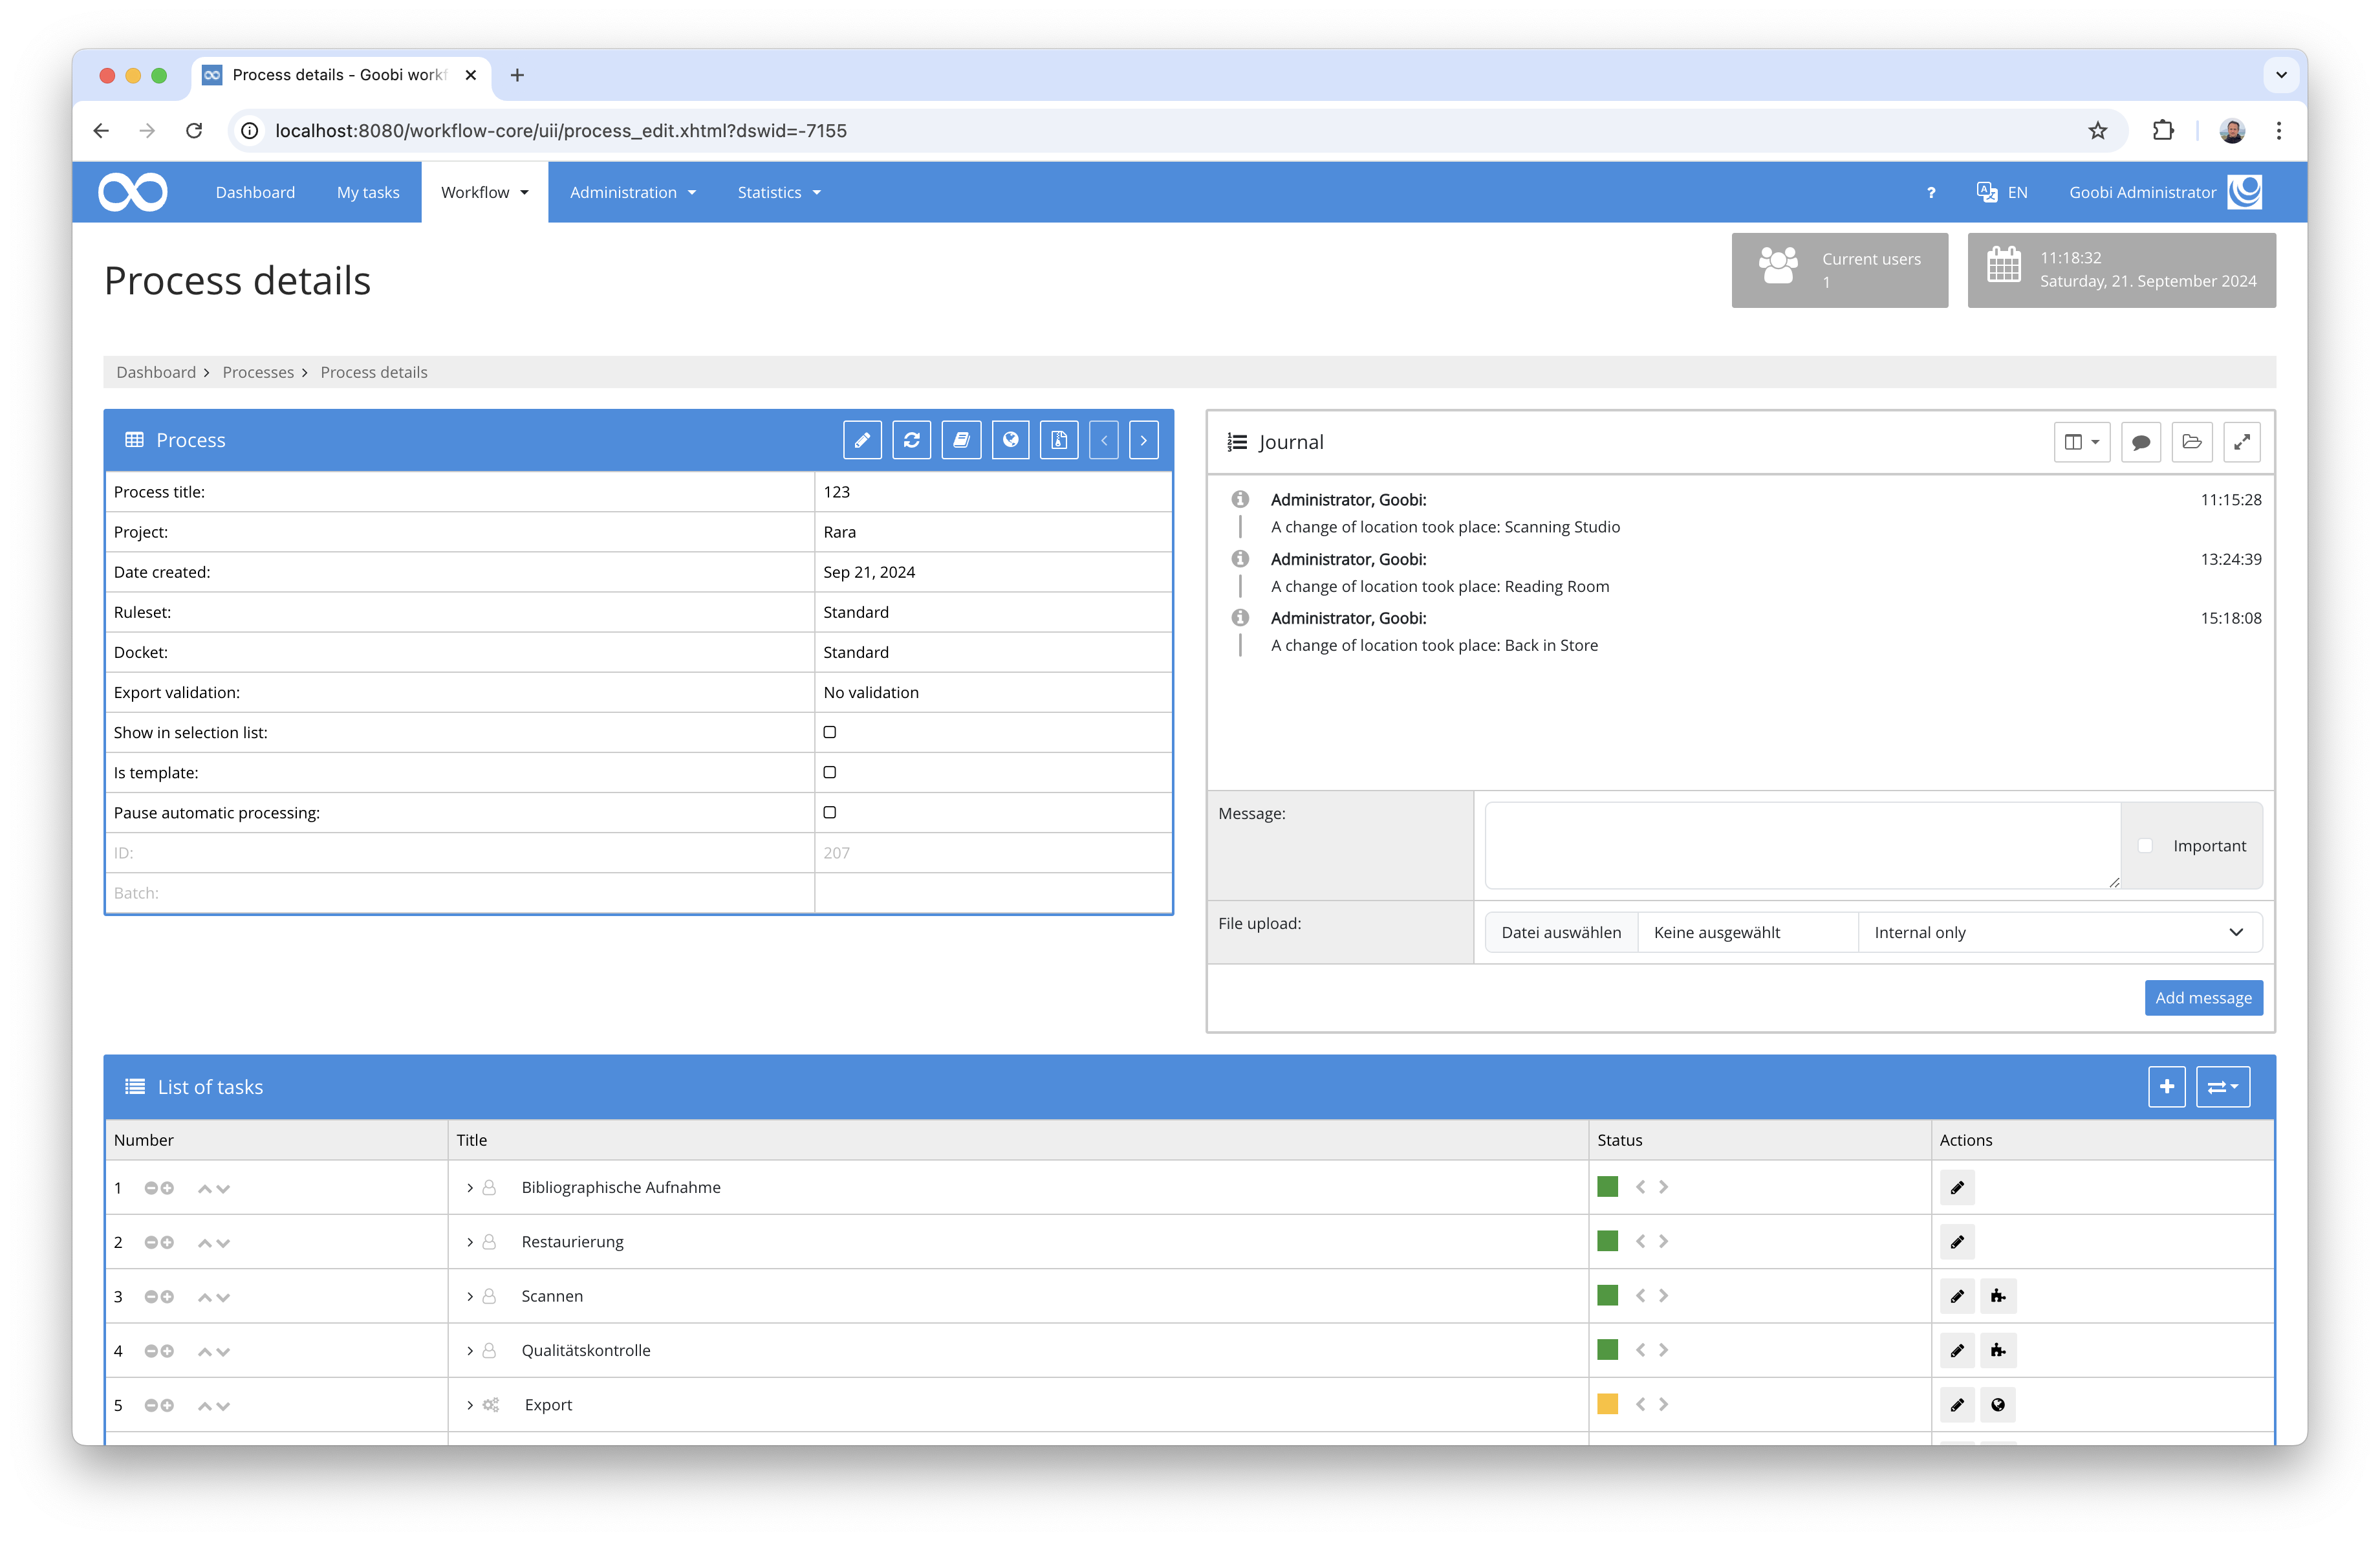 Process details - Goobi workf
localhost:8080/workflow-core/uii/process_edit.xhtml?dswid=-7155
Dashboard My tasks Workflow Administration Statistics ? EN Goobi Administrator
Process details
Current users
1
11:18:32
Saturday, 21. September 2024
Dashboard > Processes > Process details
Process
Process title: 123
Project: Rara
Date created: Sep 21, 2024
Ruleset: Standard
Docket: Standard
Export validation: No validation
Show in selection list:
Is template:
Pause automatic processing:
ID: 207
Batch:
Journal
Administrator, Goobi: 11:15:28
A change of location took place: Scanning Studio
Administrator, Goobi: 13:24:39
A change of location took place: Reading Room
Administrator, Goobi: 15:18:08
A change of location took place: Back in Store
Message:
Important
File upload: Datei auswählen Keine ausgewählt Internal only
Add message
List of tasks
Number Title Status Actions
1 Bibliographische Aufnahme
2 Restaurierung
3 Scannen
4 Qualitätskontrolle
5 Export